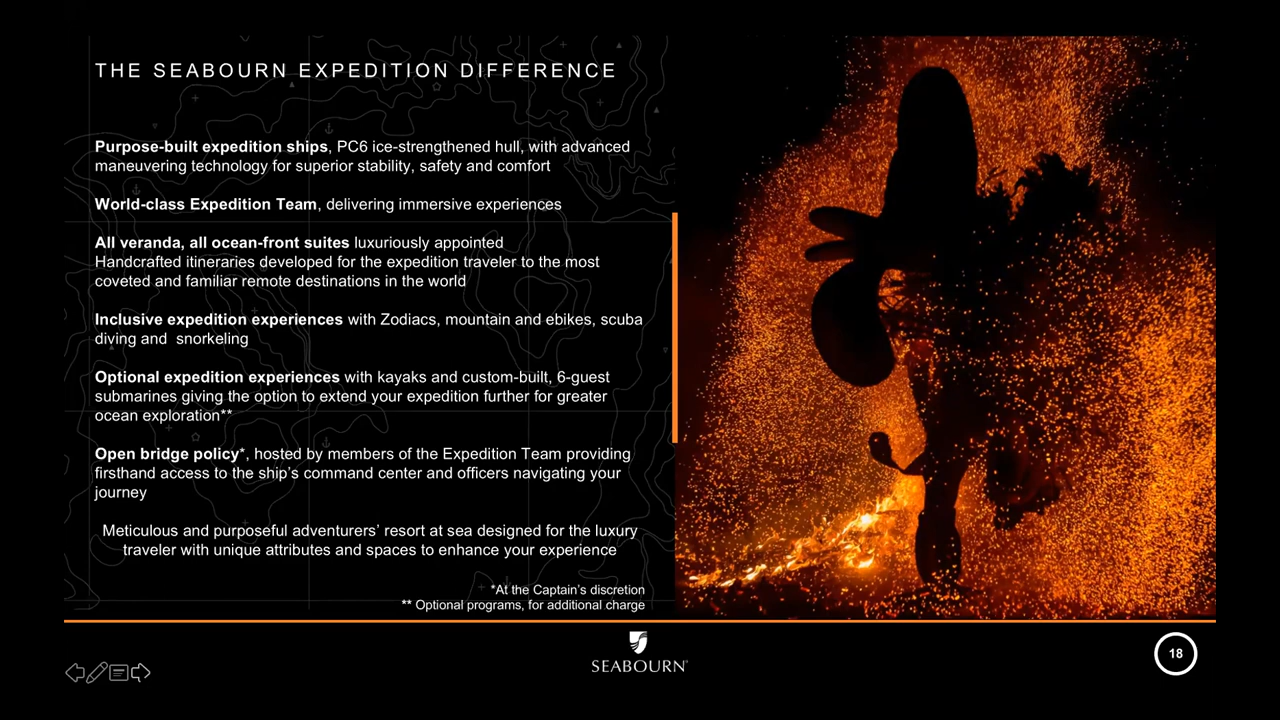 THE SEABOURN EXPEDITION DIFFERENCE
Purpose-built expedition ships, PC6 ice-strengthened hull, with advanced
maneuvering technology for superior stability, safety and comfort
World-class Expedition Team, delivering immersive experiences
All veranda, all ocean-front suites luxuriously appointed
Handcrafted itineraries developed for the expedition traveler to the most
coveted and familiar remote destinations in the world
Inclusive expedition experiences with Zodiacs, mountain and ebikes, scuba
diving and  snorkeling
Optional expedition experiences with kayaks and custom-built, 6-guest
submarines giving the option to extend your expedition further for greater
ocean exploration**
Open bridge policy*, hosted by members of the Expedition Team providing
firsthand access to the ship’s command center and officers navigating your
journey
Meticulous and purposeful adventurers’ resort at sea designed for the luxury
traveler with unique attributes and spaces to enhance your experience
*At the Captain’s discretion
** Optional programs, for additional charge
SEABOURN®
18